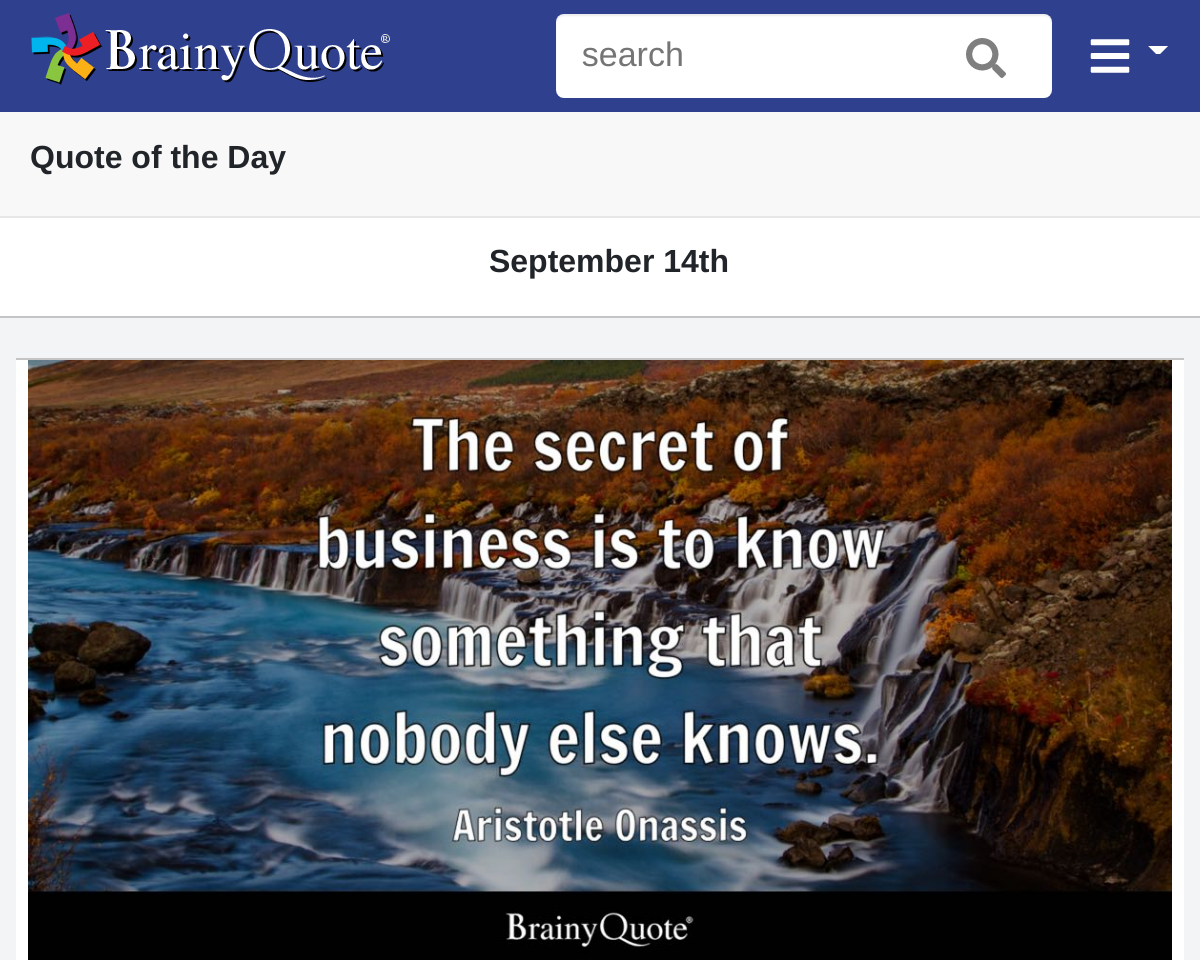 BrainyQuote®
search
Quote of the Day
September 14th
The secret of
business is to know
something that
nobody else knows.
Aristotle Onassis
BrainyQuote®